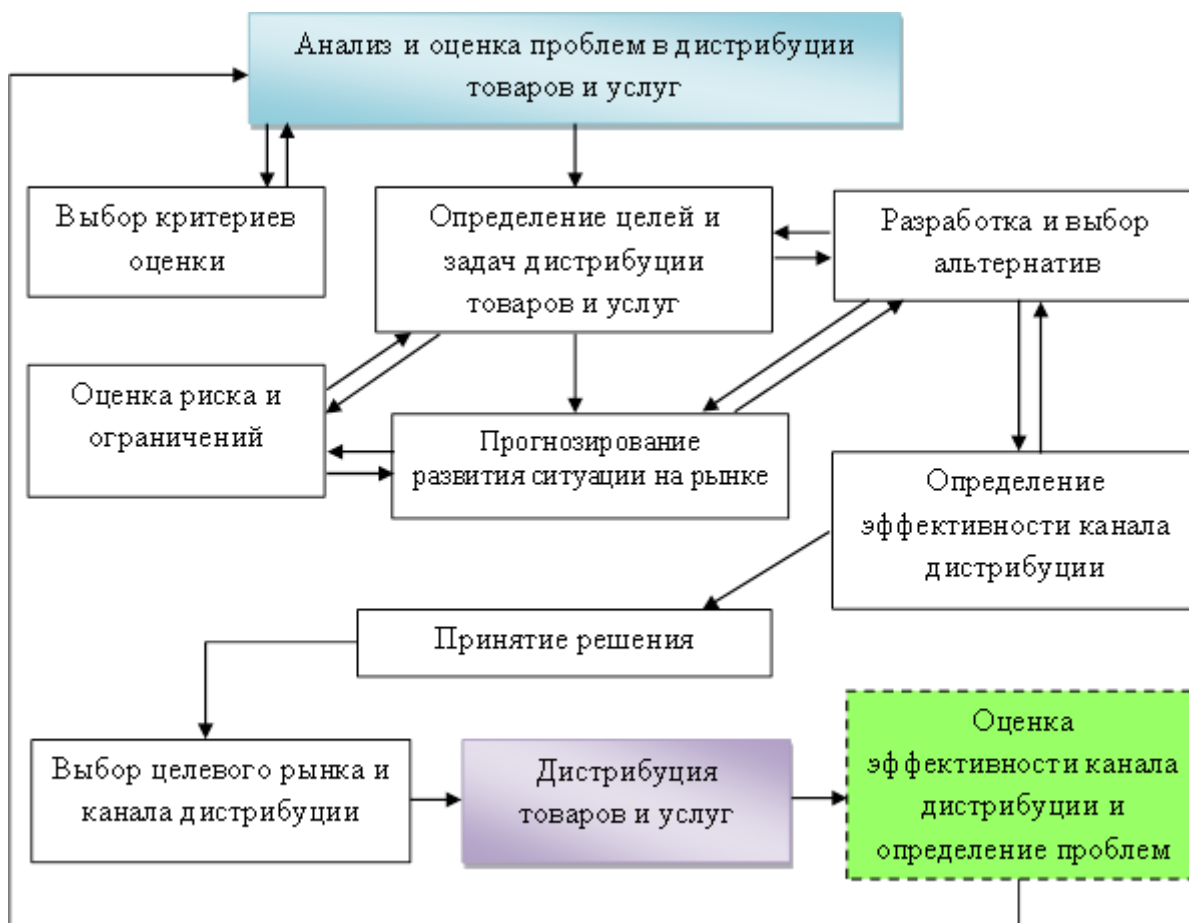 Анализ и оценка проблем в дистрибуции
товаров и услуг
Выбор критериев
оценки
Определение целей и
задач дистрибуции
товаров и услуг
Разработка и выбор
альтернатив
Оценка риска и
ограничений
Прогнозирование
развития ситуации на рынке
Определение
эффективности канала
дистрибуции
Принятие решения
Выбор целевого рынка и
канала дистрибуции
Дистрибуция
товаров и услуг
Оценка
эффективности канала
дистрибуции и
определение проблем